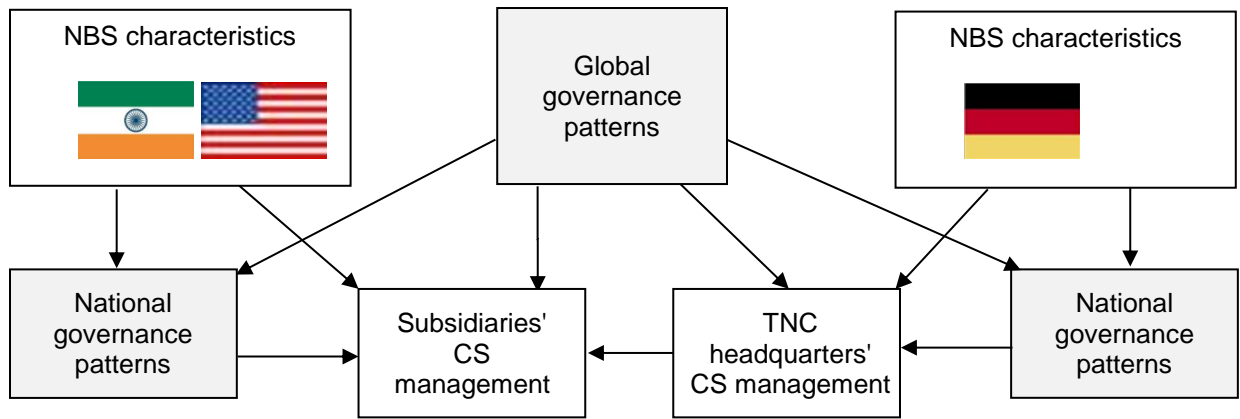 NBS characteristics
Global
governance
patterns
NBS characteristics
National
governance
patterns
Subsidiaries'
CS
management
TNC
headquarters'
CS management
National
governance
patterns